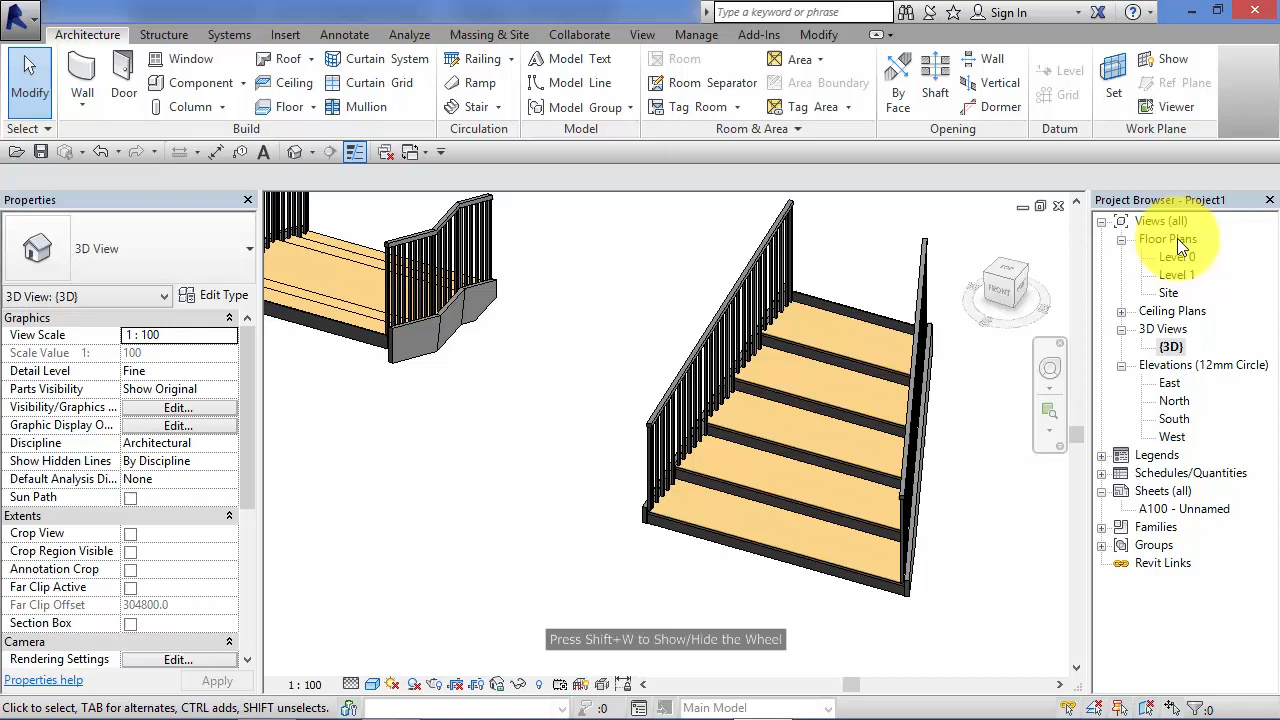 Type a keyword or phrase
Sign In
Architecture Structure Systems Insert Annotate Analyze Massing & Site Collaborate View Manage Add-Ins Modify
Modify
Select
Wall
Door
Window
Component
Column
Roof
Ceiling
Floor
Curtain System
Curtain Grid
Mullion
Build
Railing
Ramp
Stair
Circulation
Model Text
Model Line
Model Group
Model
Room
Room Separator
Tag Room
Area
Area Boundary
Tag Area
Room & Area
By
Face
Shaft
Wall
Vertical
Dormer
Opening
Level
Grid
Datum
Set
Show
Ref Plane
Viewer
Work Plane
Properties
3D View
3D View: {3D}
Edit Type
Graphics
View Scale 1 : 100
Scale Value 1: 100
Detail Level Fine
Parts Visibility Show Original
Visibility/Graphics ... Edit...
Graphic Display O... Edit...
Discipline Architectural
Show Hidden Lines By Discipline
Default Analysis Di... None
Sun Path
Extents
Crop View
Crop Region Visible
Annotation Crop
Far Clip Active
Far Clip Offset 304800.0
Section Box
Camera
Rendering Settings Edit...
Properties help
Apply
TOP
FRONT
Press Shift+W to Show/Hide the Wheel
1 : 100
Project Browser - Project1
Views (all)
Floor Plans
Level 0
Level 1
Site
Ceiling Plans
3D Views
{3D}
Elevations (12mm Circle)
East
North
South
West
Legends
Schedules/Quantities
Sheets (all)
A100 - Unnamed
Families
Groups
Revit Links
Click to select, TAB for alternates, CTRL adds, SHIFT unselects.
:0
Main Model
:0